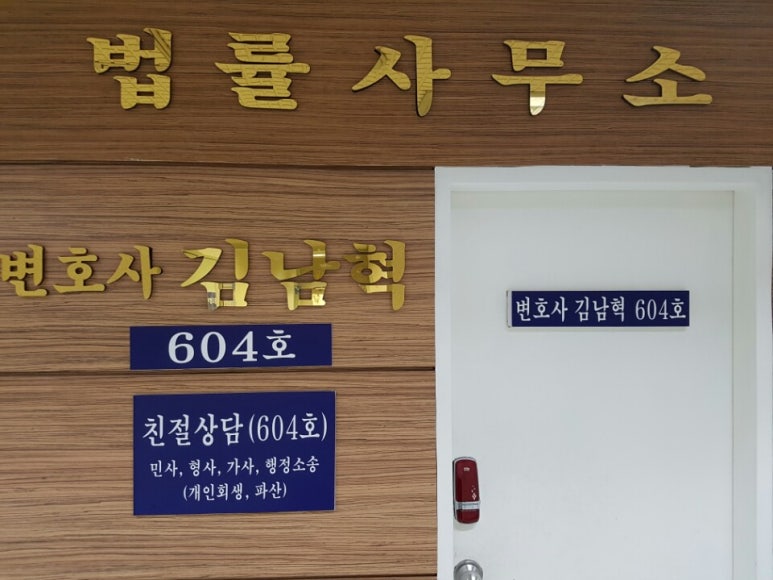 법률사무소
변호사 김남혁
변호사 김남혁 604호
604호
친절상담(604호)
민사, 형사, 가사, 행정소송
(개인회생, 파산)